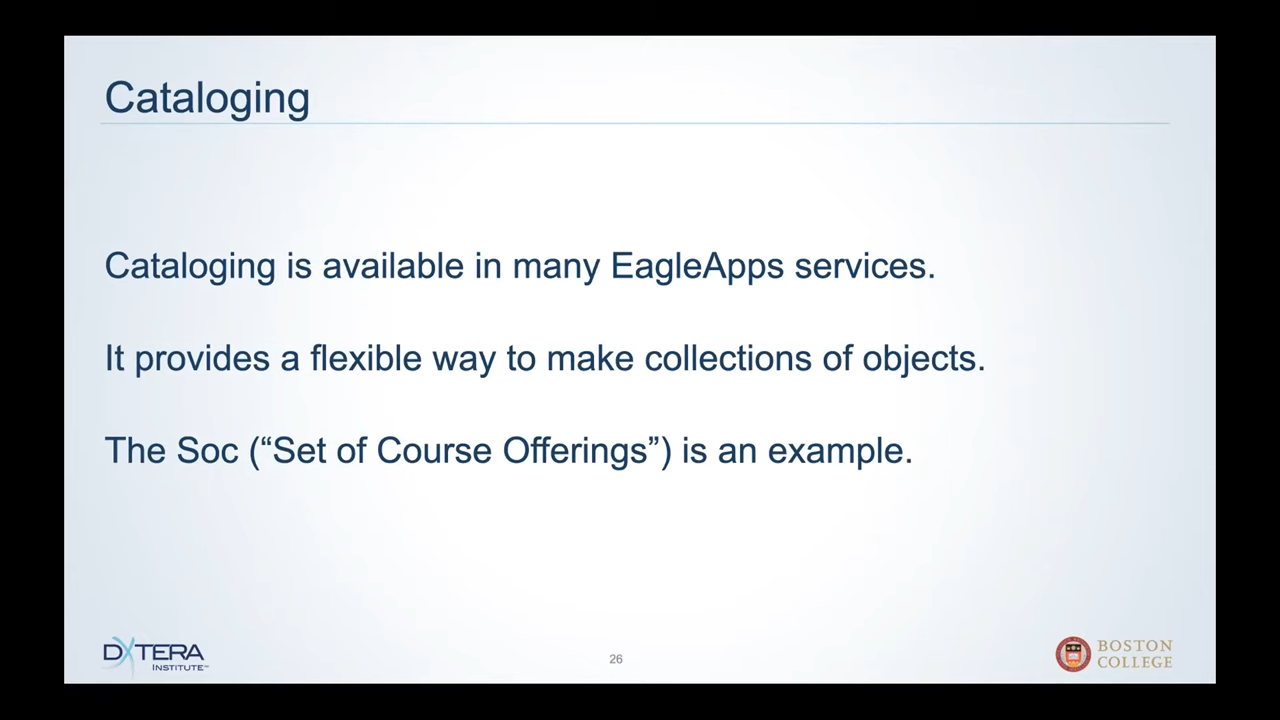 Cataloging
Cataloging is available in many EagleApps services.
It provides a flexible way to make collections of objects.
The Soc (“Set of Course Offerings”) is an example.
DXTERA
INSTITUTE™
26
BOSTON
COLLEGE